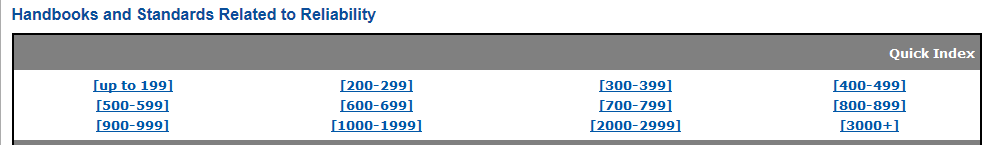 Handbooks and Standards Related to Reliability
Quick Index
[up to 199] [200-299] [300-399] [400-499]
[500-599] [600-699] [700-799] [800-899]
[900-999] [1000-1999] [2000-2999] [3000+]